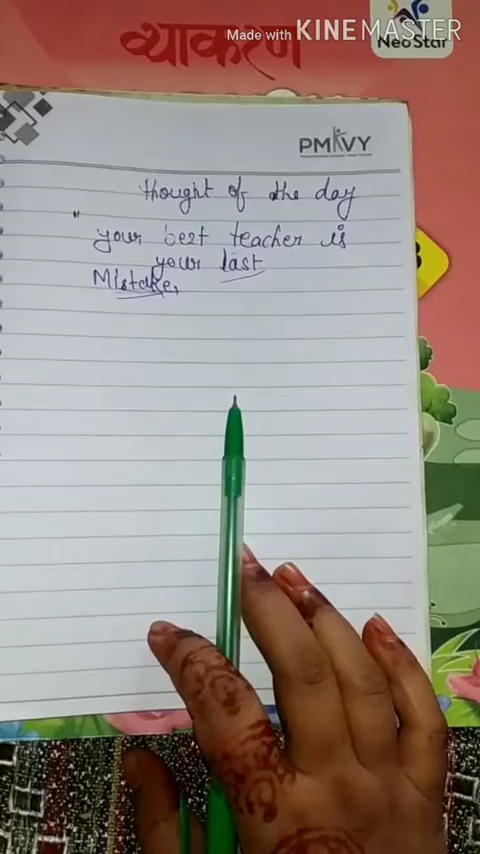 Made with KINEMASTER
व्याकरण
NeoStar
PMKVY
thought of the day
" your best teacher is
your last
Mistake,